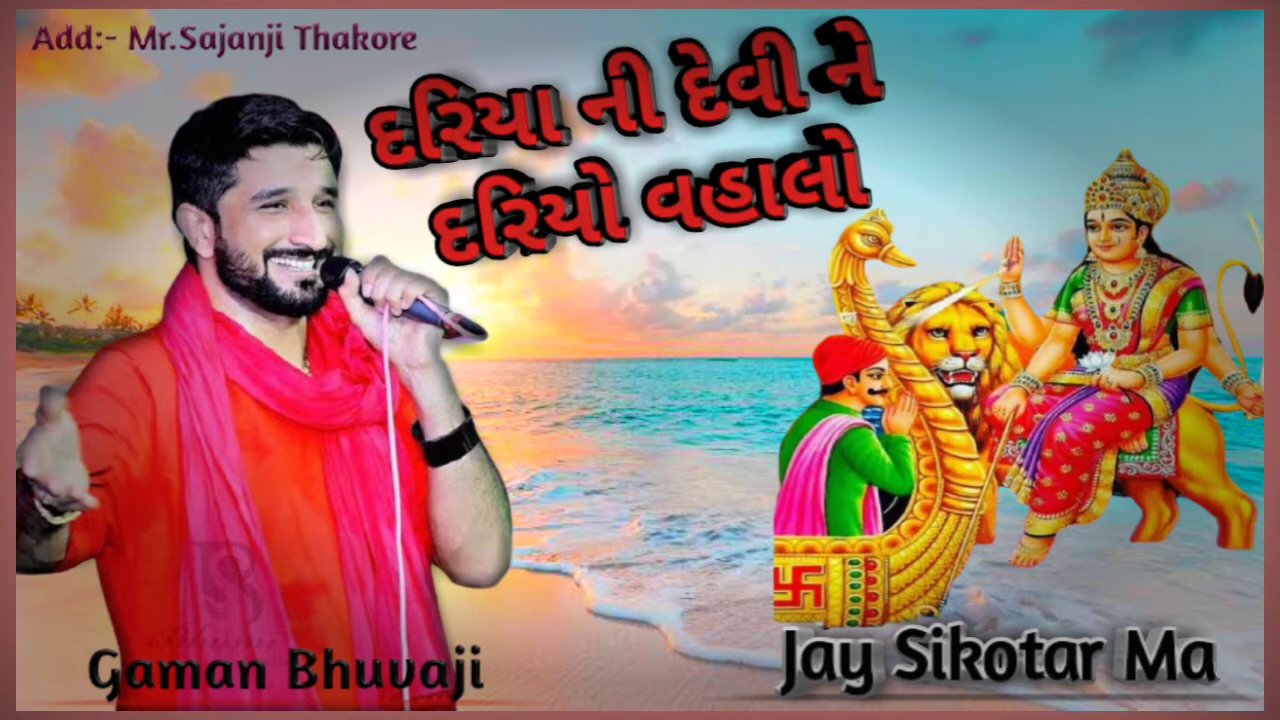 Add:- Mr.Sajanji Thakore
દરિયા ની દેવી ને
દરિયો વહાલો
Gaman Bhuvaji
Jay Sikotar Ma